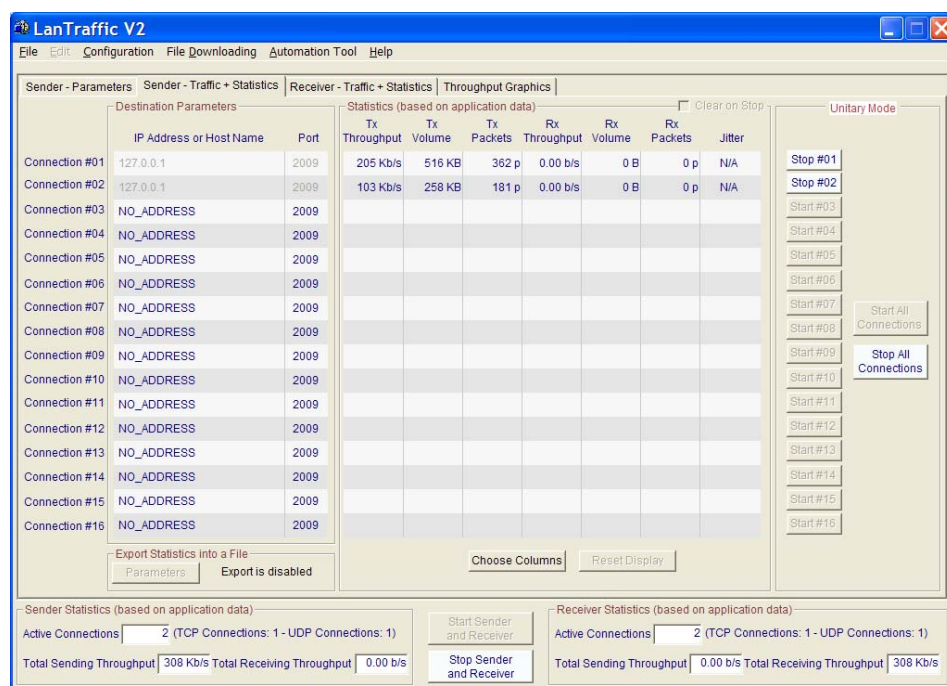 LanTraffic V2
File Edit Configuration File Downloading Automation Tool Help
Sender - Parameters Sender - Traffic + Statistics Receiver - Traffic + Statistics Throughput Graphics
Destination Parameters Statistics (based on application data) Clear on Stop Unitary Mode
IP Address or Host Name Port Tx Throughput Tx Volume Tx Packets Rx Throughput Rx Volume Rx Packets Jitter
Connection #01 127.0.0.1 2009 205 Kb/s 516 KB 362 p 0.00 b/s 0 B 0 p N/A Stop #01
Connection #02 127.0.0.1 2009 103 Kb/s 258 KB 181 p 0.00 b/s 0 B 0 p N/A Stop #02
Connection #03 NO_ADDRESS 2009 Start #03
Connection #04 NO_ADDRESS 2009 Start #04
Connection #05 NO_ADDRESS 2009 Start #05
Connection #06 NO_ADDRESS 2009 Start #06
Connection #07 NO_ADDRESS 2009 Start #07
Connection #08 NO_ADDRESS 2009 Start #08
Connection #09 NO_ADDRESS 2009 Start #09
Connection #10 NO_ADDRESS 2009 Start #10
Connection #11 NO_ADDRESS 2009 Start #11
Connection #12 NO_ADDRESS 2009 Start #12
Connection #13 NO_ADDRESS 2009 Start #13
Connection #14 NO_ADDRESS 2009 Start #14
Connection #15 NO_ADDRESS 2009 Start #15
Connection #16 NO_ADDRESS 2009 Start #16
Start All
Connections
Stop All
Connections
Export Statistics into a File
Parameters Export is disabled
Choose Columns Reset Display
Sender Statistics (based on application data)
Active Connections 2 (TCP Connections: 1 - UDP Connections: 1)
Total Sending Throughput 308 Kb/s Total Receiving Throughput 0.00 b/s
Start Sender
and Receiver
Stop Sender
and Receiver
Receiver Statistics (based on application data)
Active Connections 2 (TCP Connections: 1 - UDP Connections: 1)
Total Sending Throughput 0.00 b/s Total Receiving Throughput 308 Kb/s